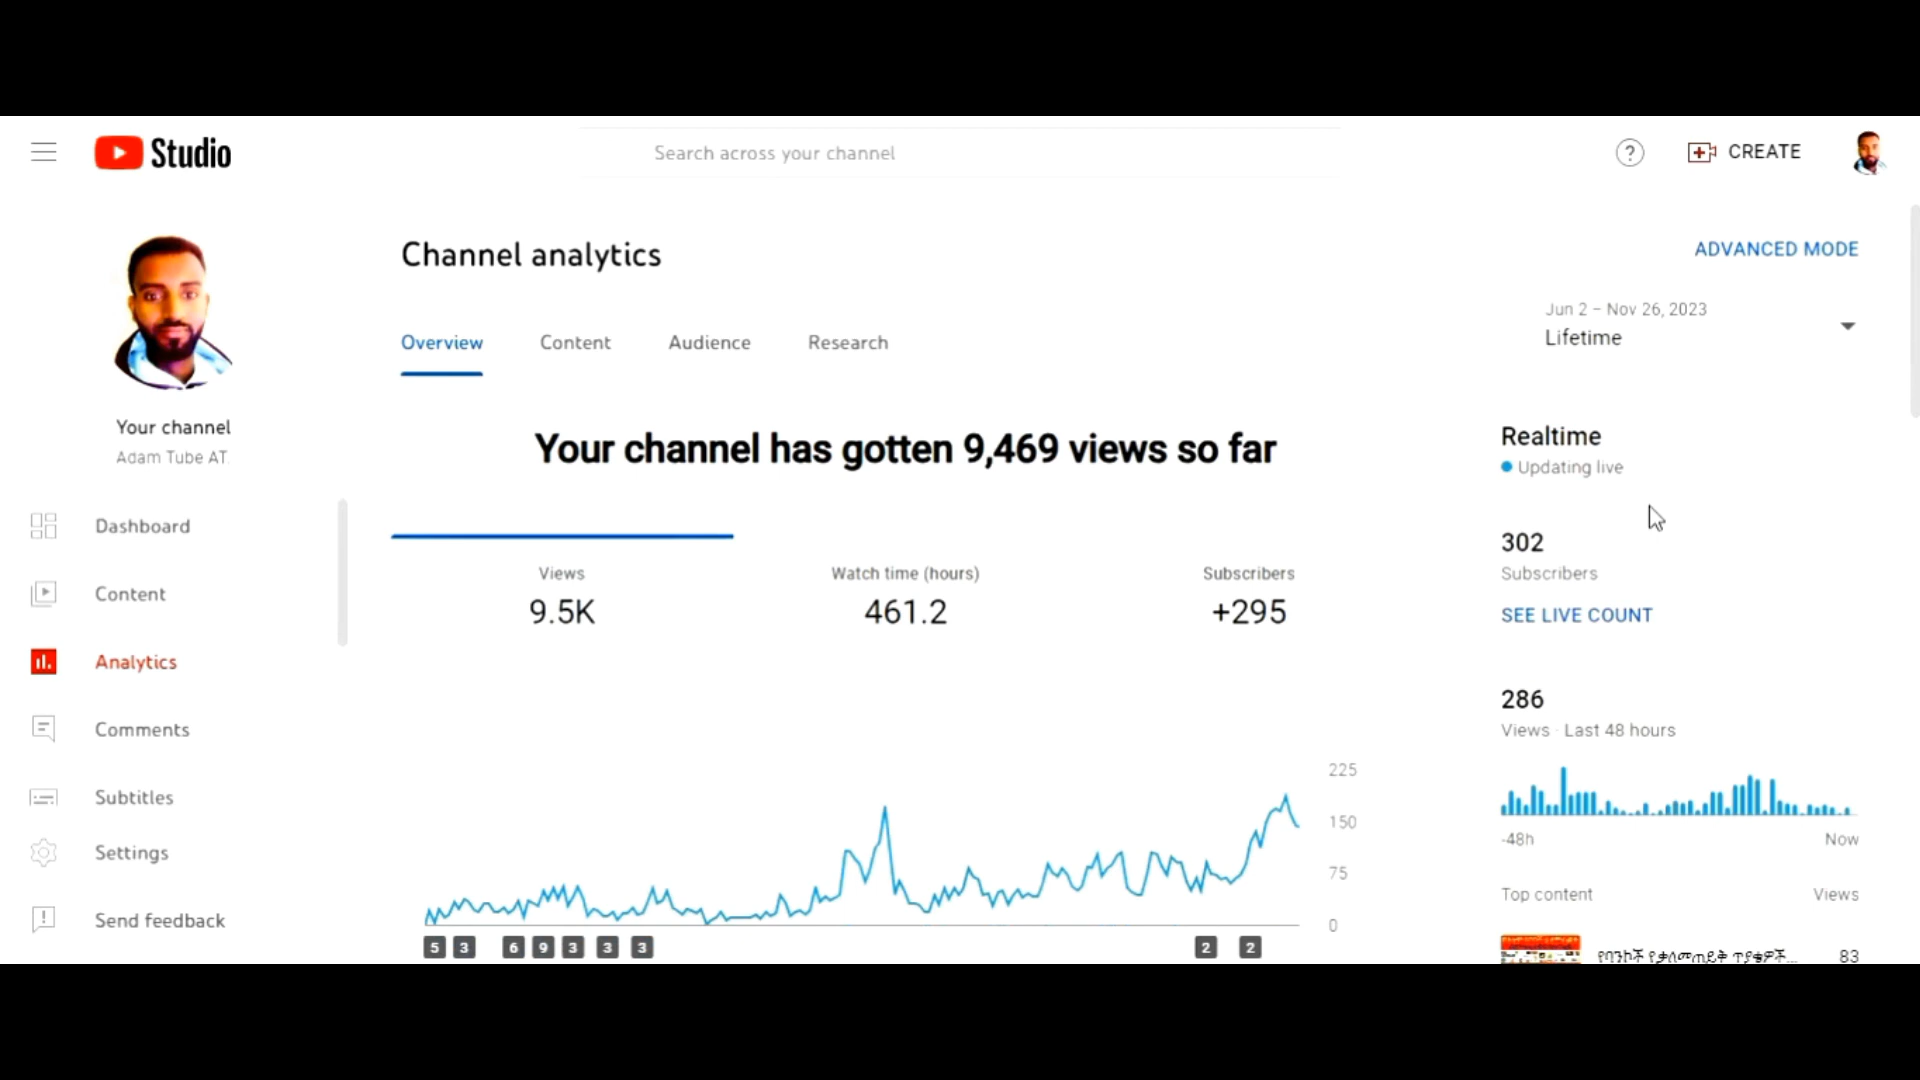 Studio
Search across your channel
?
CREATE
Channel analytics
ADVANCED MODE
Jun 2 – Nov 26, 2023
Lifetime
Overview
Content
Audience
Research
Your channel
Adam Tube AT
Your channel has gotten 9,469 views so far
Realtime
Updating live
Dashboard
Content
Analytics
Comments
Subtitles
Settings
Send feedback
Views
9.5K
Watch time (hours)
461.2
Subscribers
+295
302
Subscribers
SEE LIVE COUNT
286
Views · Last 48 hours
225
150
75
0
5 3 6 9 3 3 3 2 2
-48h
Now
Top content
Views
የባንኮች የቃለመጠይቅ ጥያቄዎች...
83